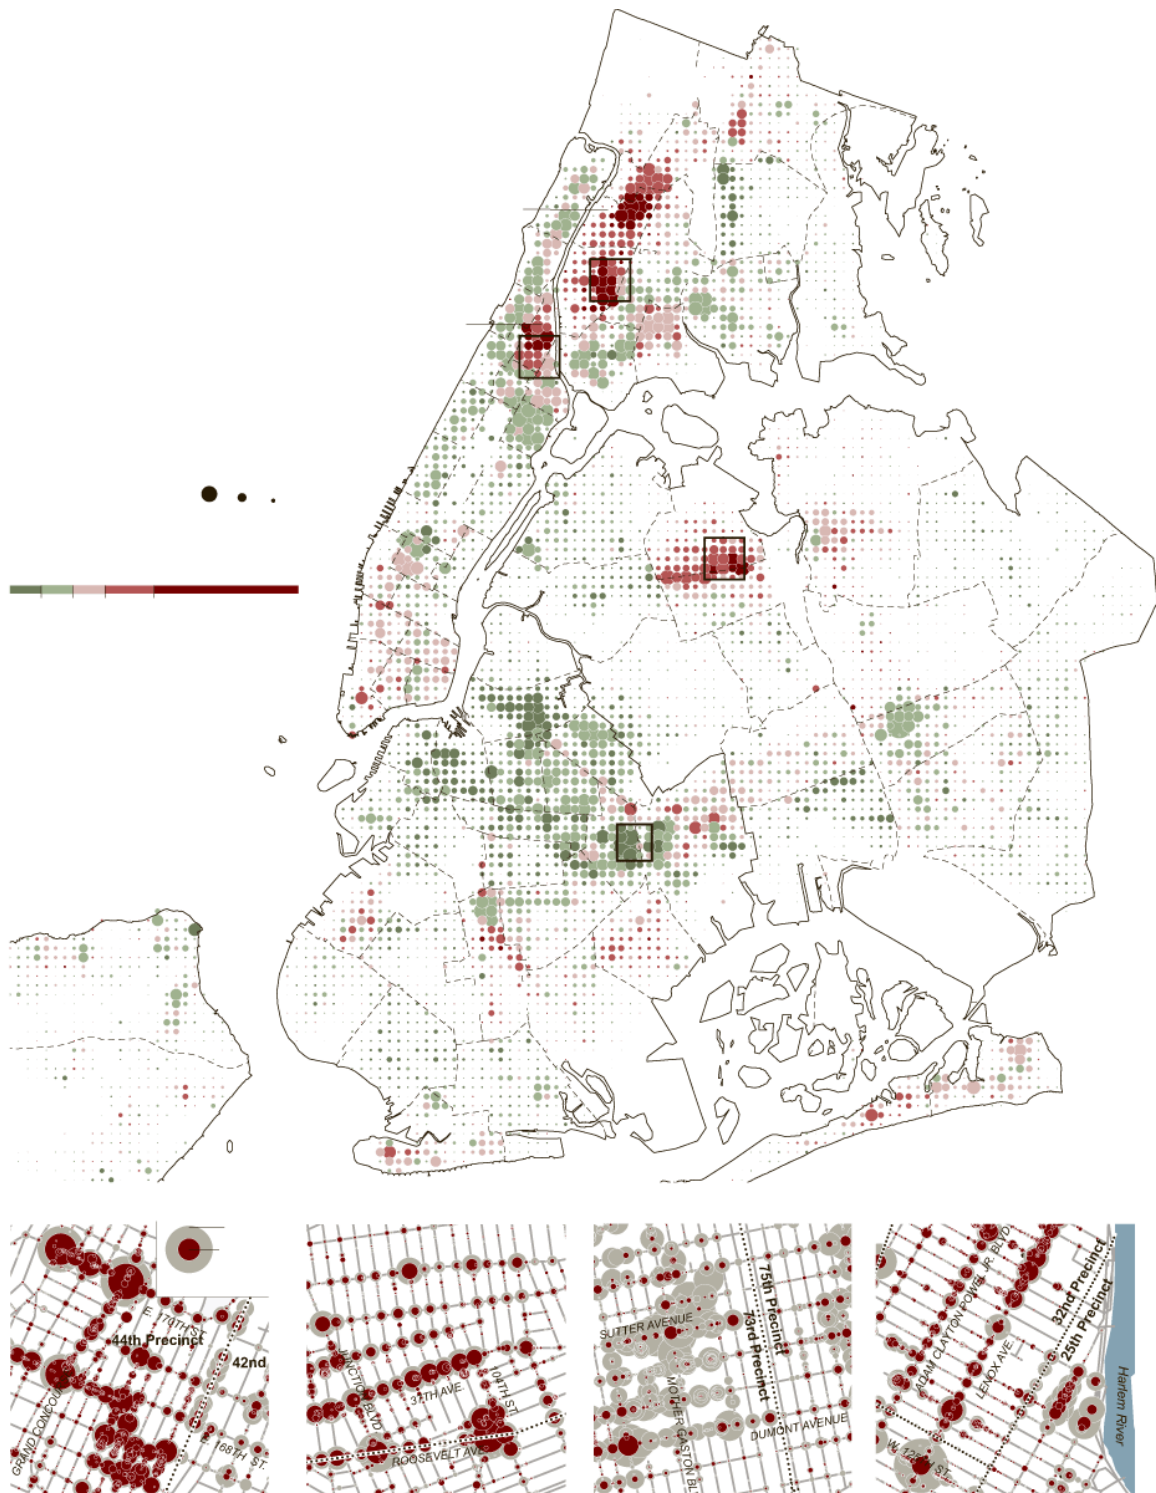 E. 170TH ST.
44th Precinct
42nd
GRAND CONCOU
E. 168TH ST.
JUNCTION BLVD
37TH AVE.
104TH ST.
ROOSEVELT AVE.
75th Precinct
73rd Precinct
SUTTER AVENUE
MOTHER GASTON BL
DUMONT AVENUE
ADAM CLAYTON POWELL JR. BLVD.
LENOX AVE.
32nd Precinct
25th Precinct
W. 125TH ST.
Harlem River